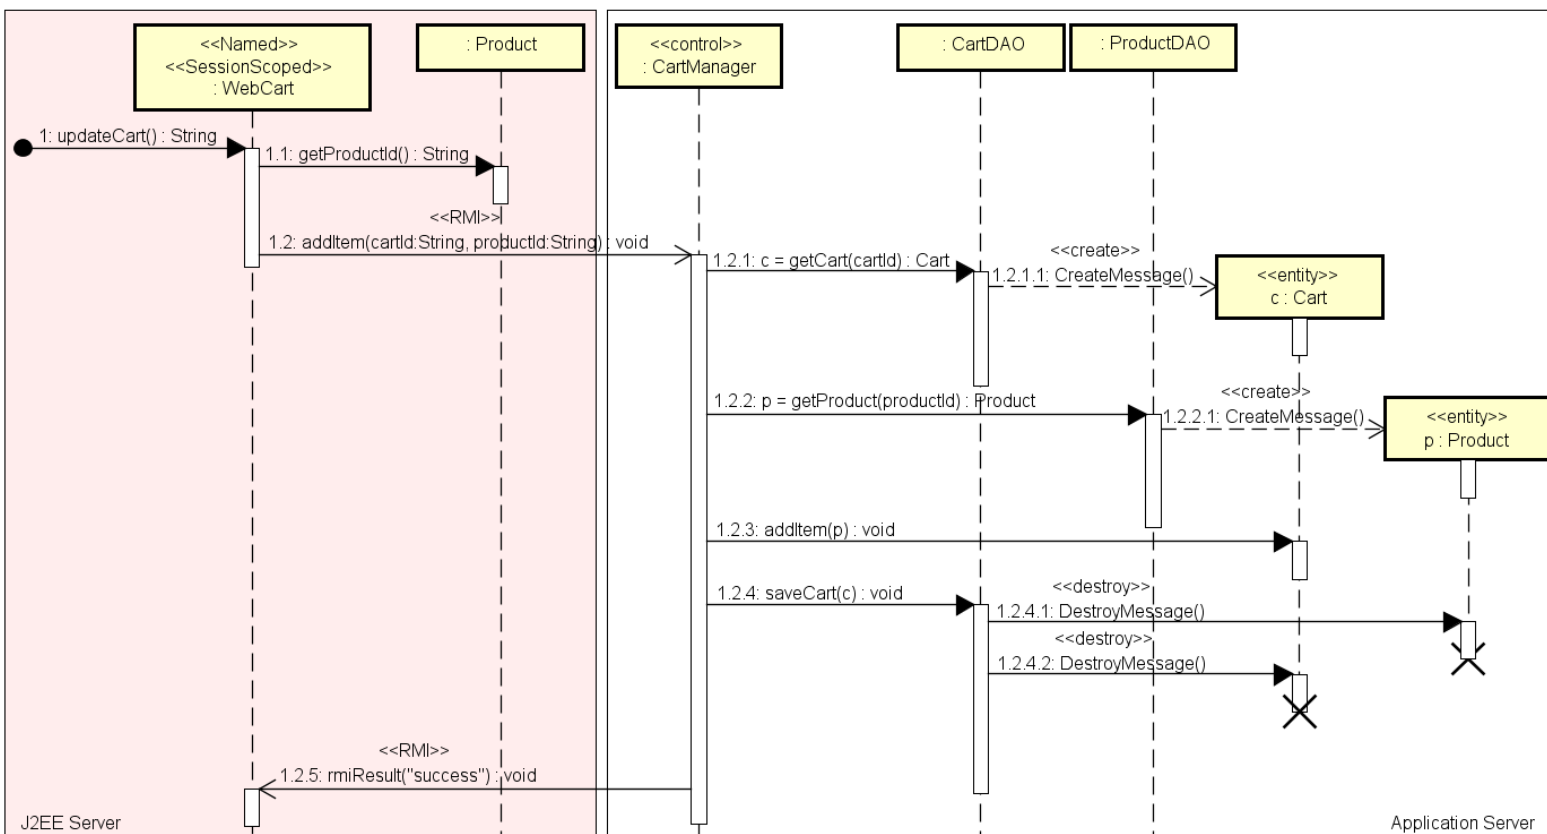 <<Named>>
<<SessionScoped>>
: WebCart
: Product
<<control>>
: CartManager
: CartDAO
: ProductDAO
1: updateCart() : String
1.1: getProductId() : String
<<RMI>>
1.2: addItem(cartId:String, productId:String) : void
1.2.1: c = getCart(cartId) : Cart
<<create>>
1.2.1.1: CreateMessage()
<<entity>>
c : Cart
1.2.2: p = getProduct(productId) : Product
<<create>>
1.2.2.1: CreateMessage()
<<entity>>
p : Product
1.2.3: addItem(p) : void
1.2.4: saveCart(c) : void
<<destroy>>
1.2.4.1: DestroyMessage()
<<destroy>>
1.2.4.2: DestroyMessage()
<<RMI>>
1.2.5: rmiResult("success") : void
J2EE Server
Application Server